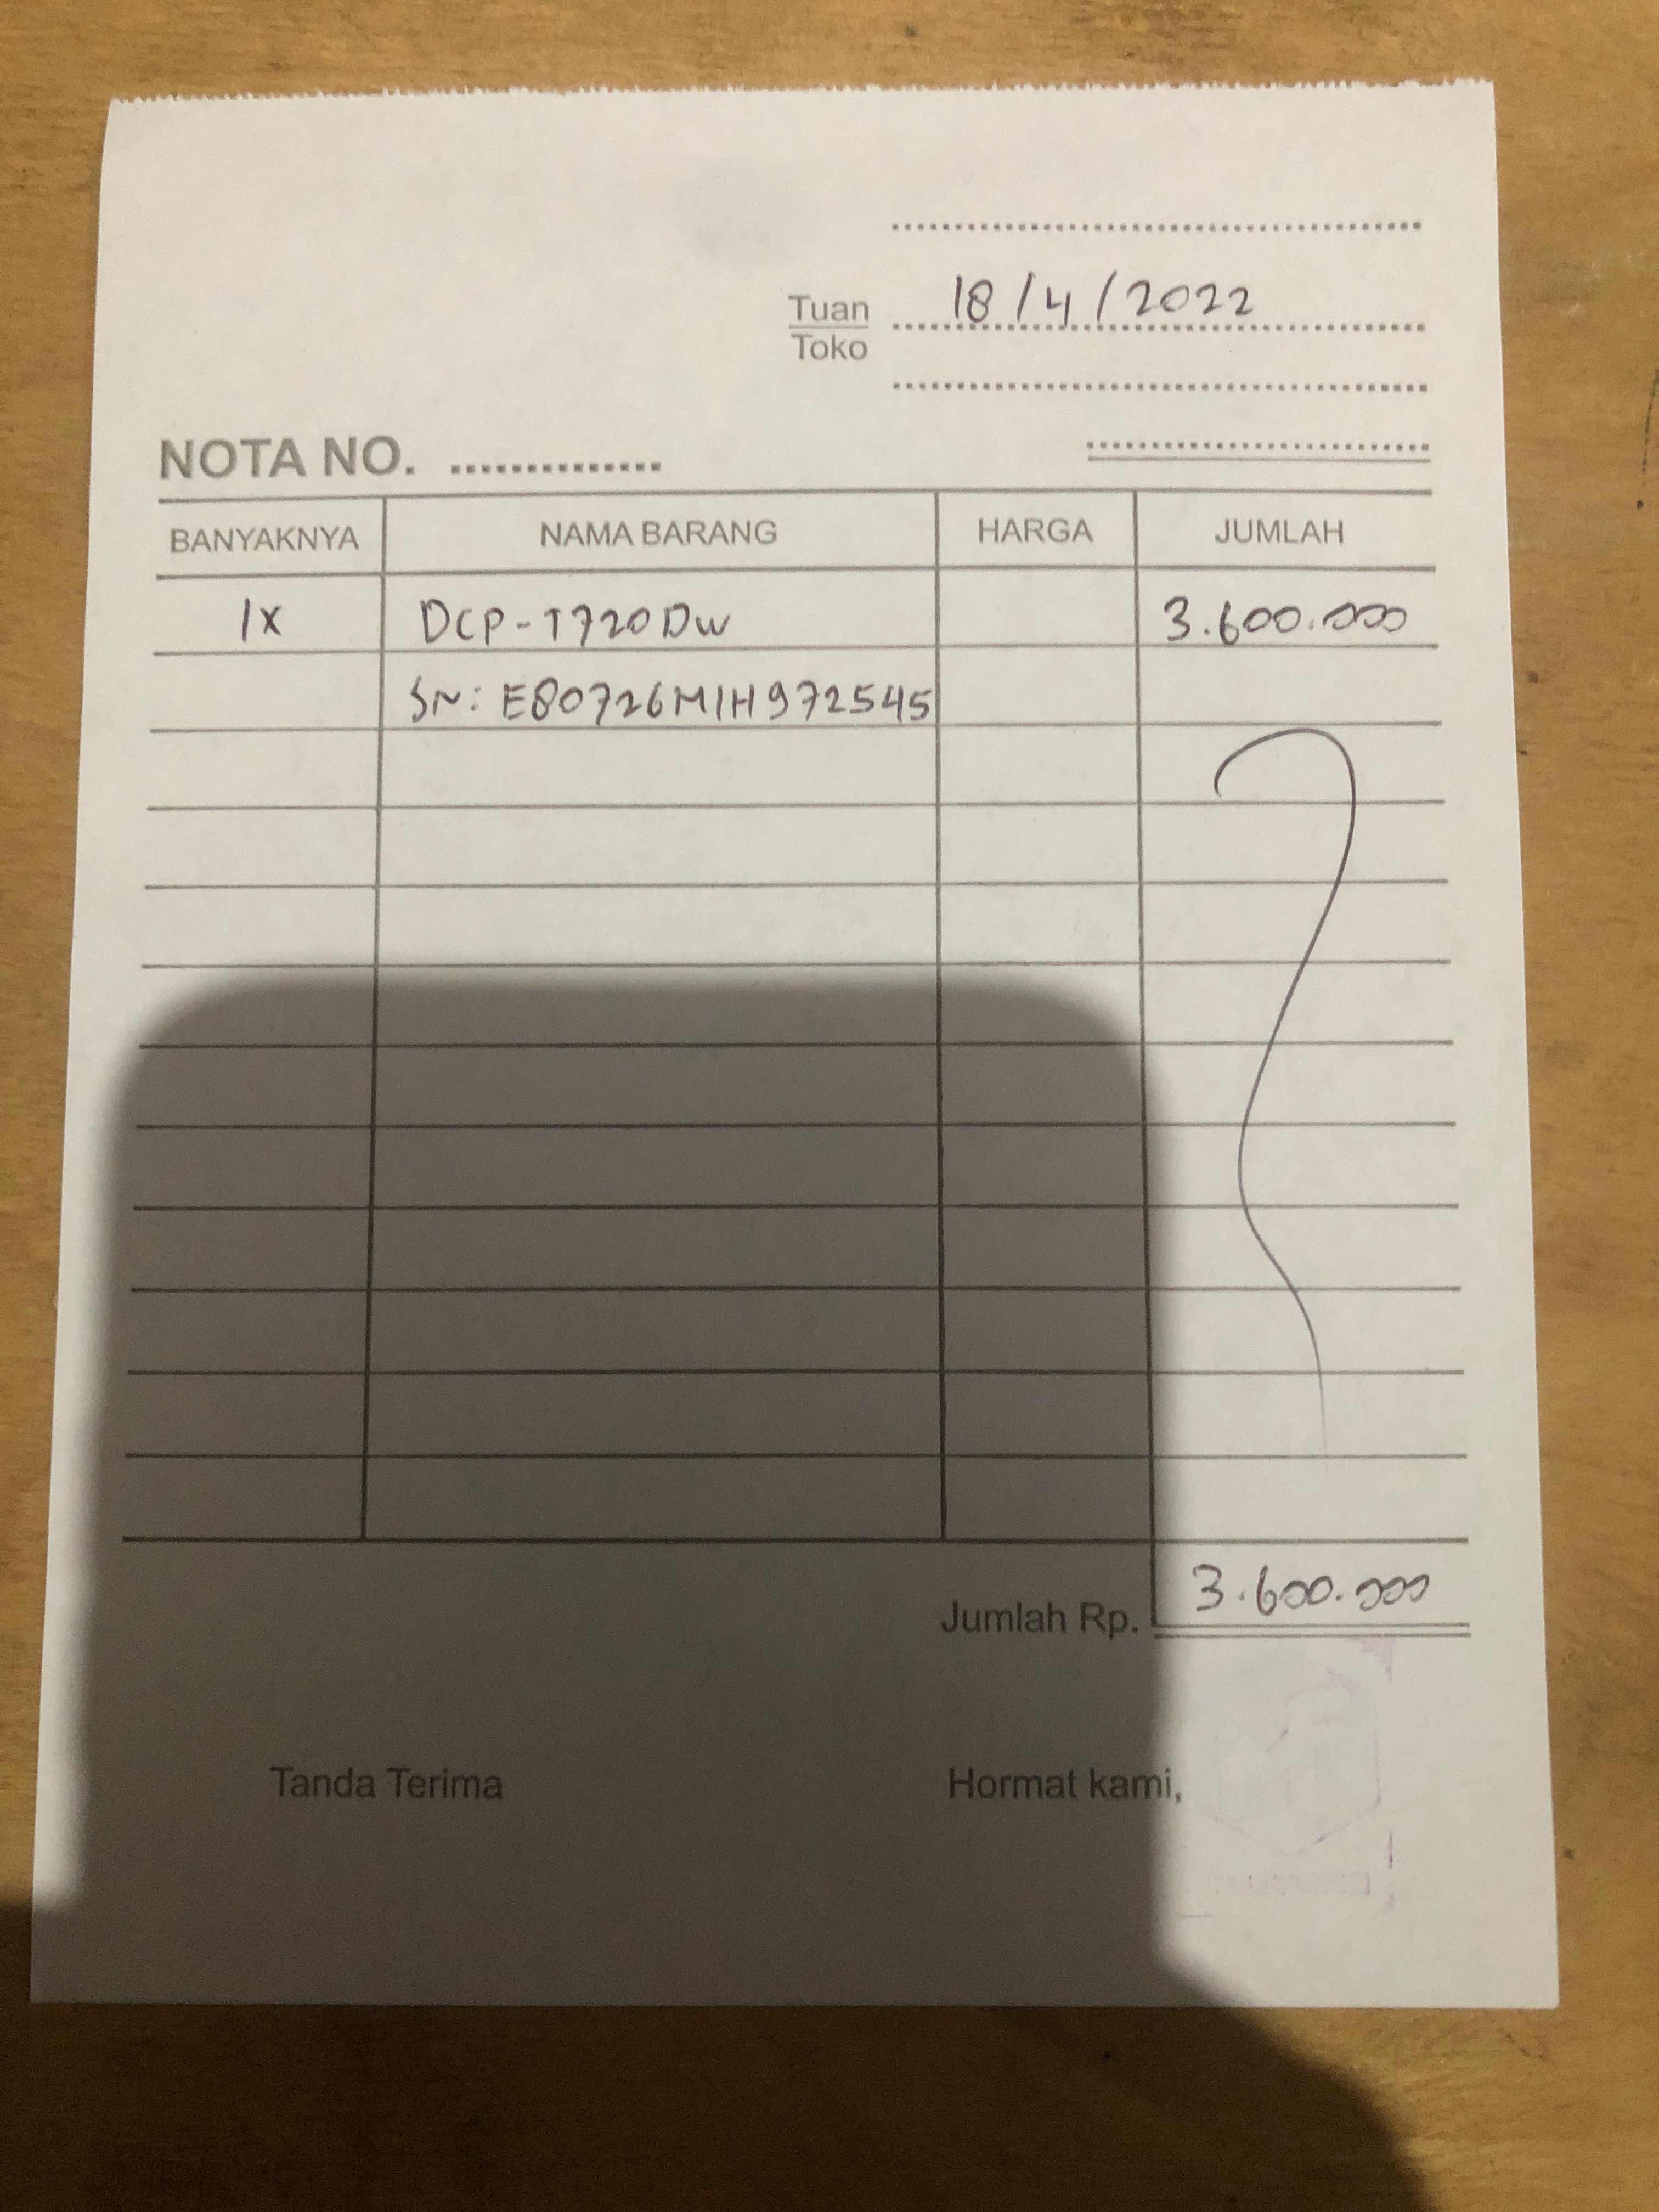 18/4/2022
Tuan
Toko
NOTA NO. ..............
BANYAKNYA NAMA BARANG HARGA JUMLAH
1x DCP-T720DW 3.600.000
SN: E80726M1H972545
Jumlah Rp. 3.600.000
Tanda Terima Hormat kami,